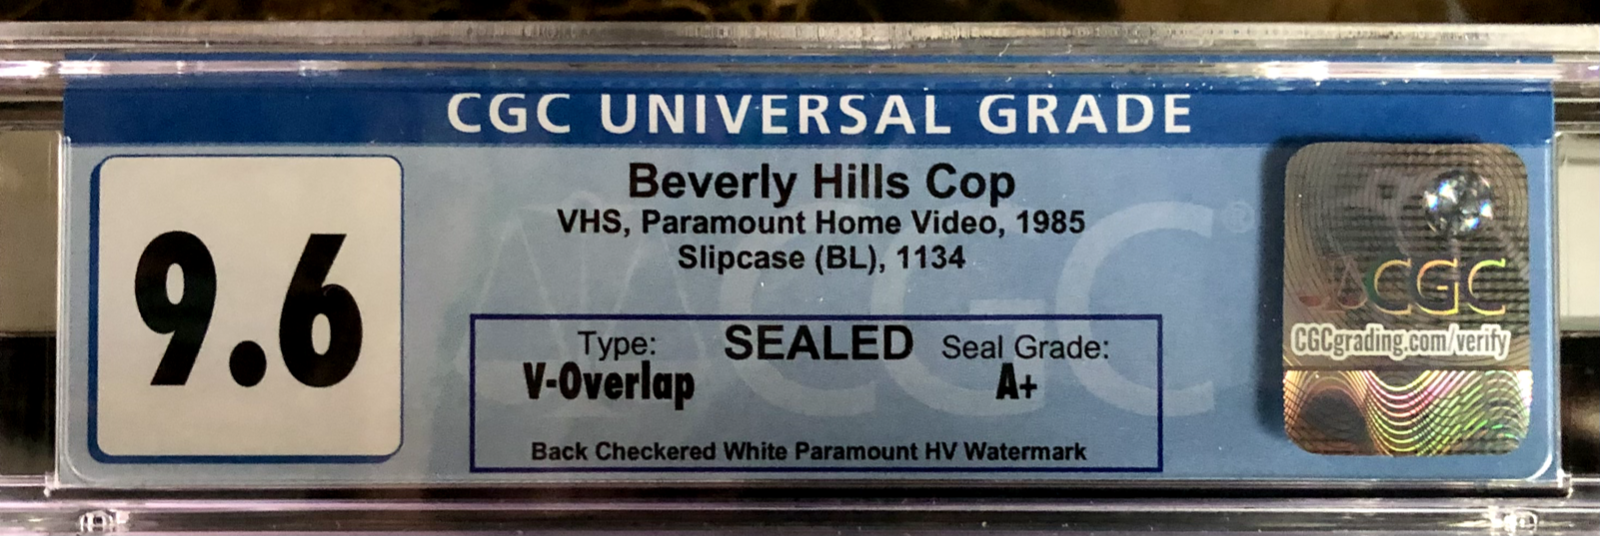 CGC UNIVERSAL GRADE
9.6
Beverly Hills Cop
VHS, Paramount Home Video, 1985
Slipcase (BL), 1134
Type: SEALED Seal Grade:
V-Overlap A+
Back Checkered White Paramount HV Watermark
CGC®
CGC
CGCgrading.com/verify